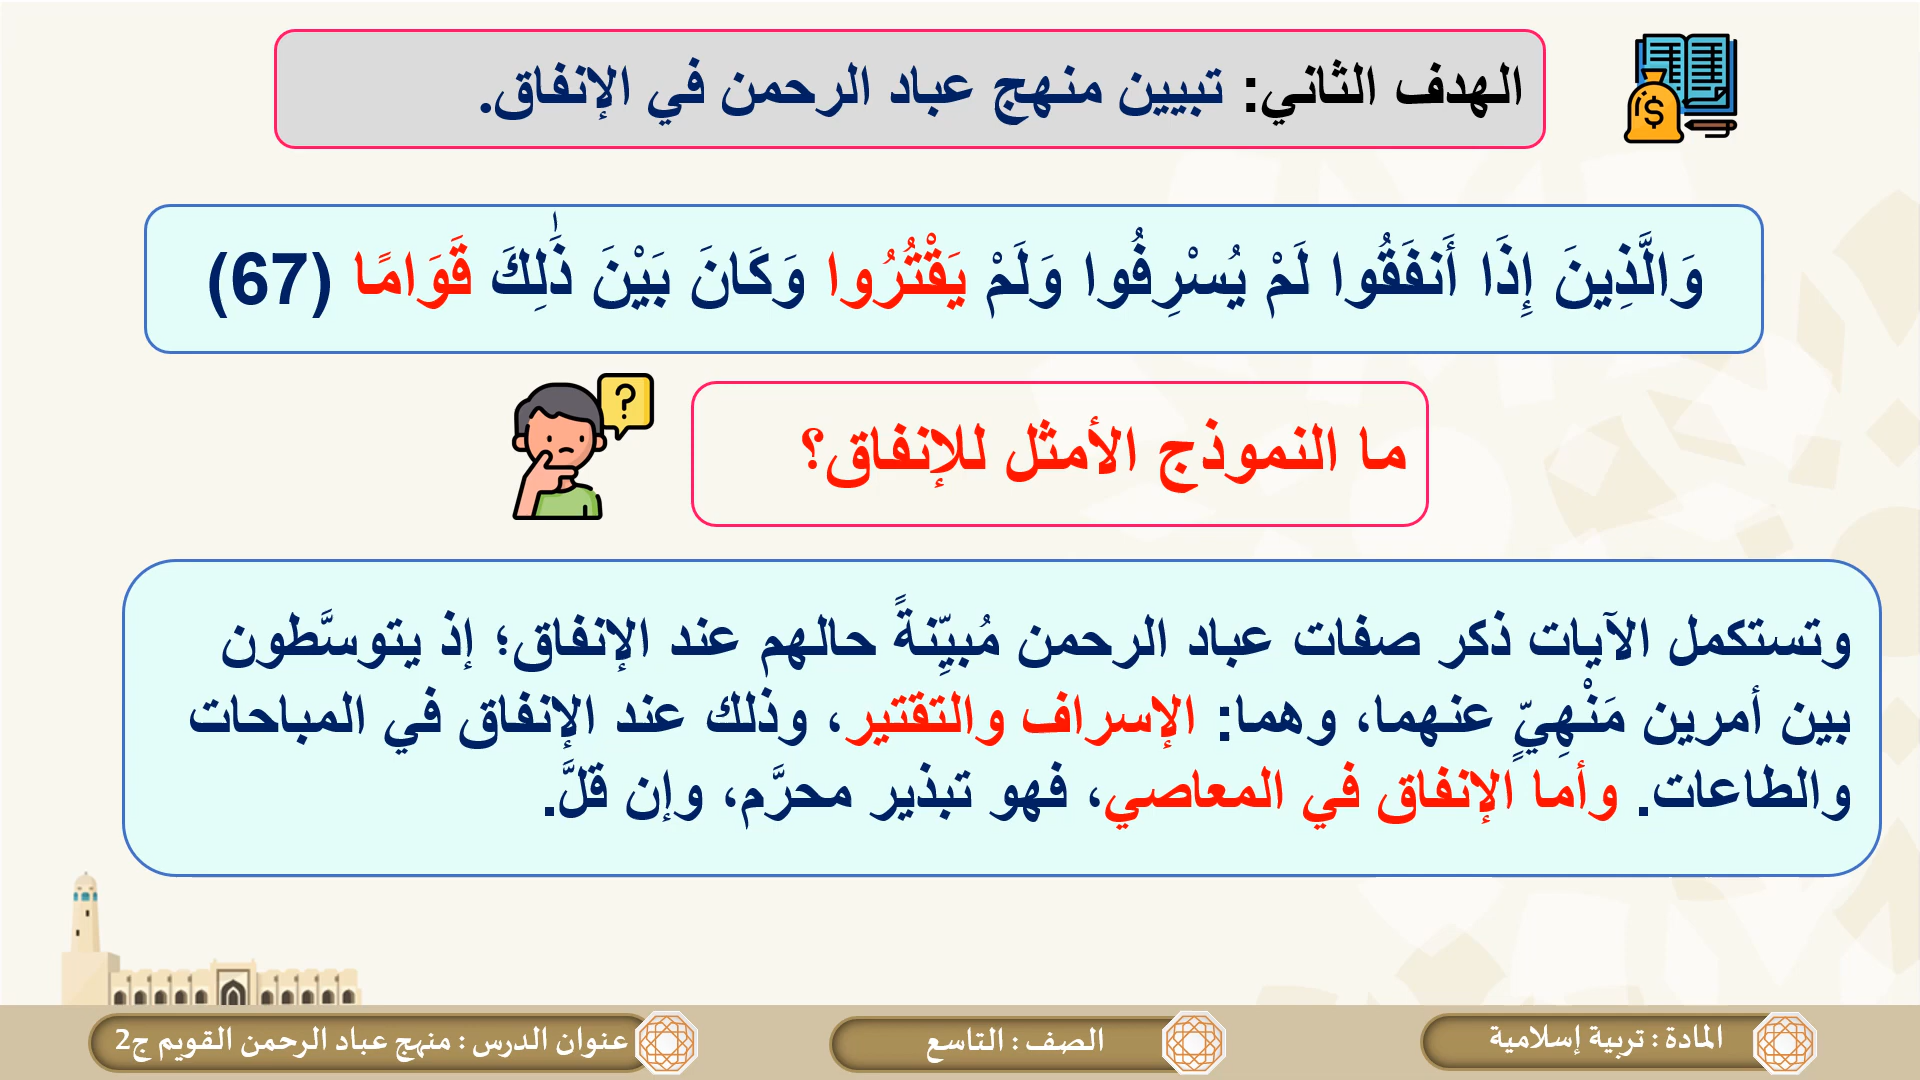 الهدف الثاني: تبيين منهج عباد الرحمن في الإنفاق.
وَالَّذِينَ إِذَا أَنفَقُوا لَمْ يُسْرِفُوا وَلَمْ يَقْتُرُوا وَكَانَ بَيْنَ ذَٰلِكَ قَوَامًا (67)
?
ما النموذج الأمثل للإنفاق؟
وتستكمل الآيات ذكر صفات عباد الرحمن مُبيِّنةً حالهم عند الإنفاق؛ إذ يتوسَّطون
بين أمرين مَنْهِيٍّ عنهما، وهما: الإسراف والتقتير، وذلك عند الإنفاق في المباحات
والطاعات. وأما الإنفاق في المعاصي، فهو تبذير محرَّم، وإن قلَّ.
المادة : تربية إسلامية
الصف : التاسع
عنوان الدرس : منهج عباد الرحمن القويم ج2